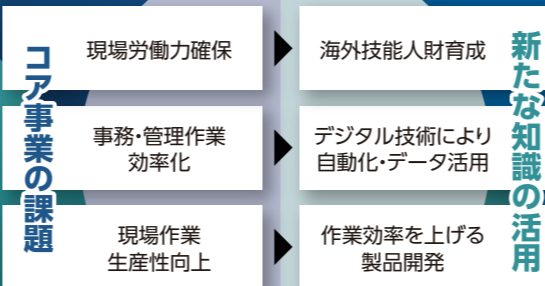 コア事業の課題
現場労働力確保
海外技能人財育成
事務・管理作業
効率化
デジタル技術により
自動化・データ活用
現場作業
生産性向上
作業効率を上げる
製品開発
新たな知識の活用